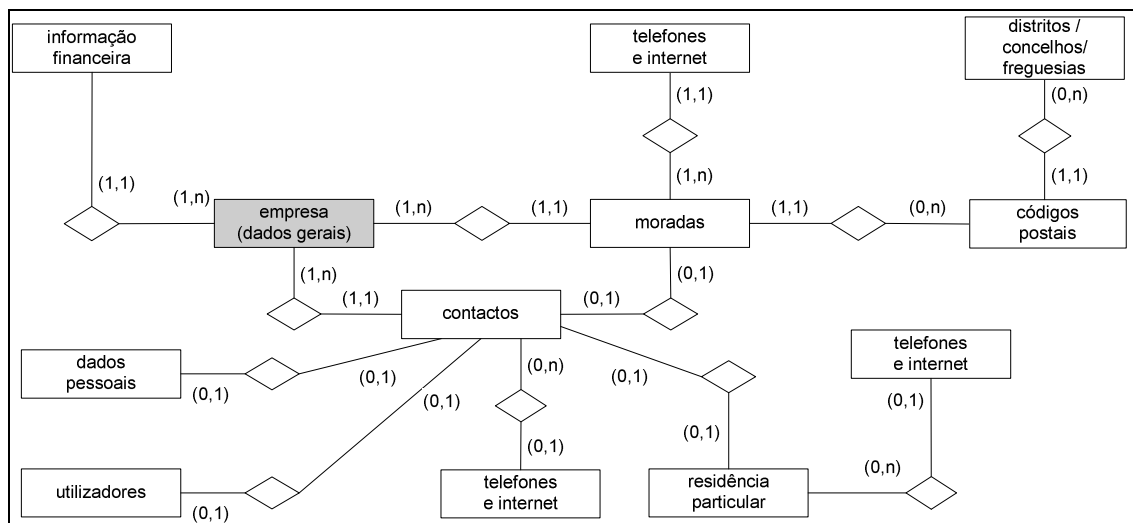 informação
financeira
telefones
e internet
distritos /
concelhos/
freguesias
(1,1)
(0,n)
(1,1)
(1,n)
(1,1)
(1,n)
empresa
(dados gerais)
(1,n)
(1,1)
moradas
(1,1)
(0,n)
códigos
postais
(1,n)
(0,1)
(1,1)
contactos
(0,1)
dados
pessoais
(0,1)
(0,1)
(0,n)
(0,1)
telefones
e internet
(0,1)
(0,1)
(0,1)
(0,1)
utilizadores
(0,1)
telefones
e internet
residência
particular
(0,n)